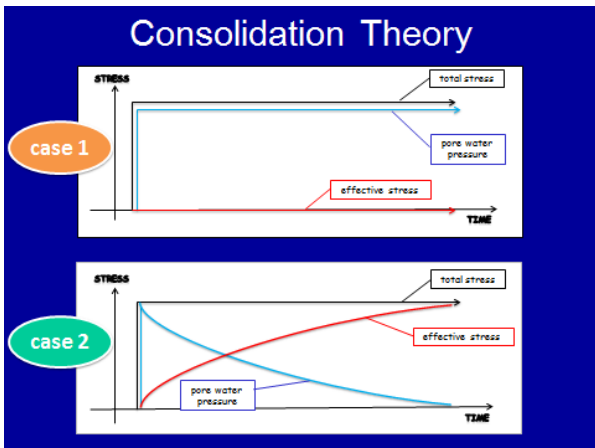 Consolidation Theory
STRESS
total stress
case 1
pore water
pressure
effective stress
TIME
STRESS
total stress
case 2
effective stress
pore water
pressure
TIME